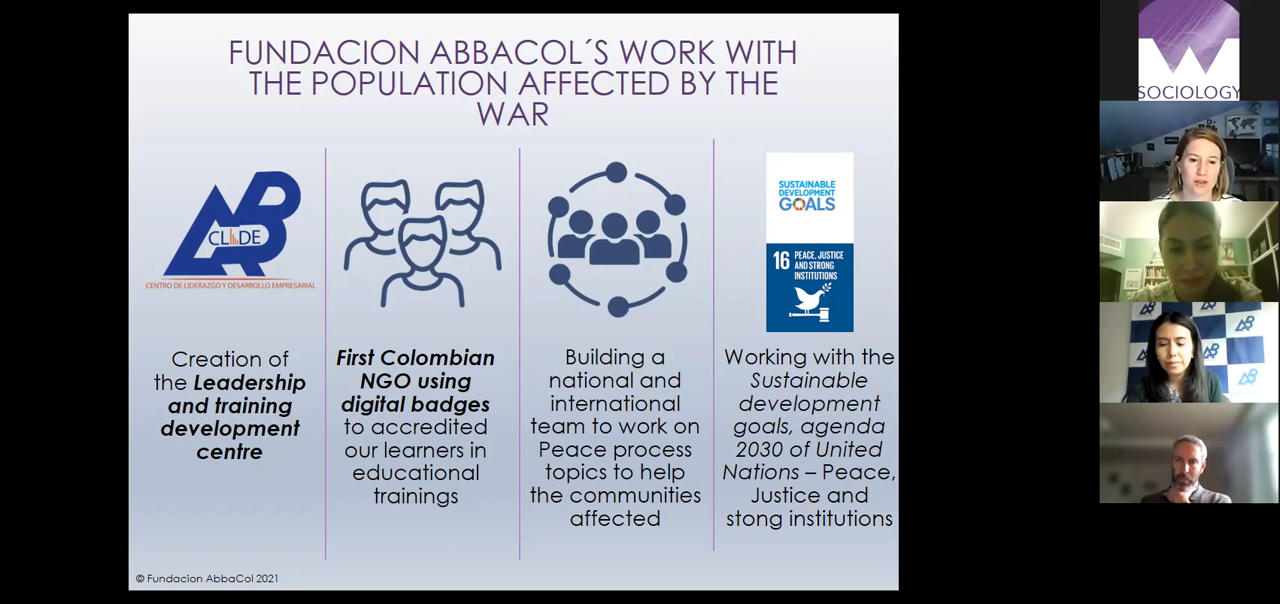 FUNDACION ABBACOL´S WORK WITH
THE POPULATION AFFECTED BY THE
WAR
CLIDE
CENTRO DE LIDERAZGO Y DESARROLLO EMPRESARIAL
Creation of
the Leadership
and training
development
centre
First Colombian
NGO using
digital badges
to accredited
our learners in
educational
trainings
Building a
national and
international
team to work on
Peace process
topics to help
the communities
affected
SUSTAINABLE
DEVELOPMENT
GOALS
16 PEACE, JUSTICE
AND STRONG
INSTITUTIONS
Working with the
Sustainable
development
goals, agenda
2030 of United
Nations – Peace,
Justice and
stong institutions
© Fundacion AbbaCol 2021
SOCIOLOGY